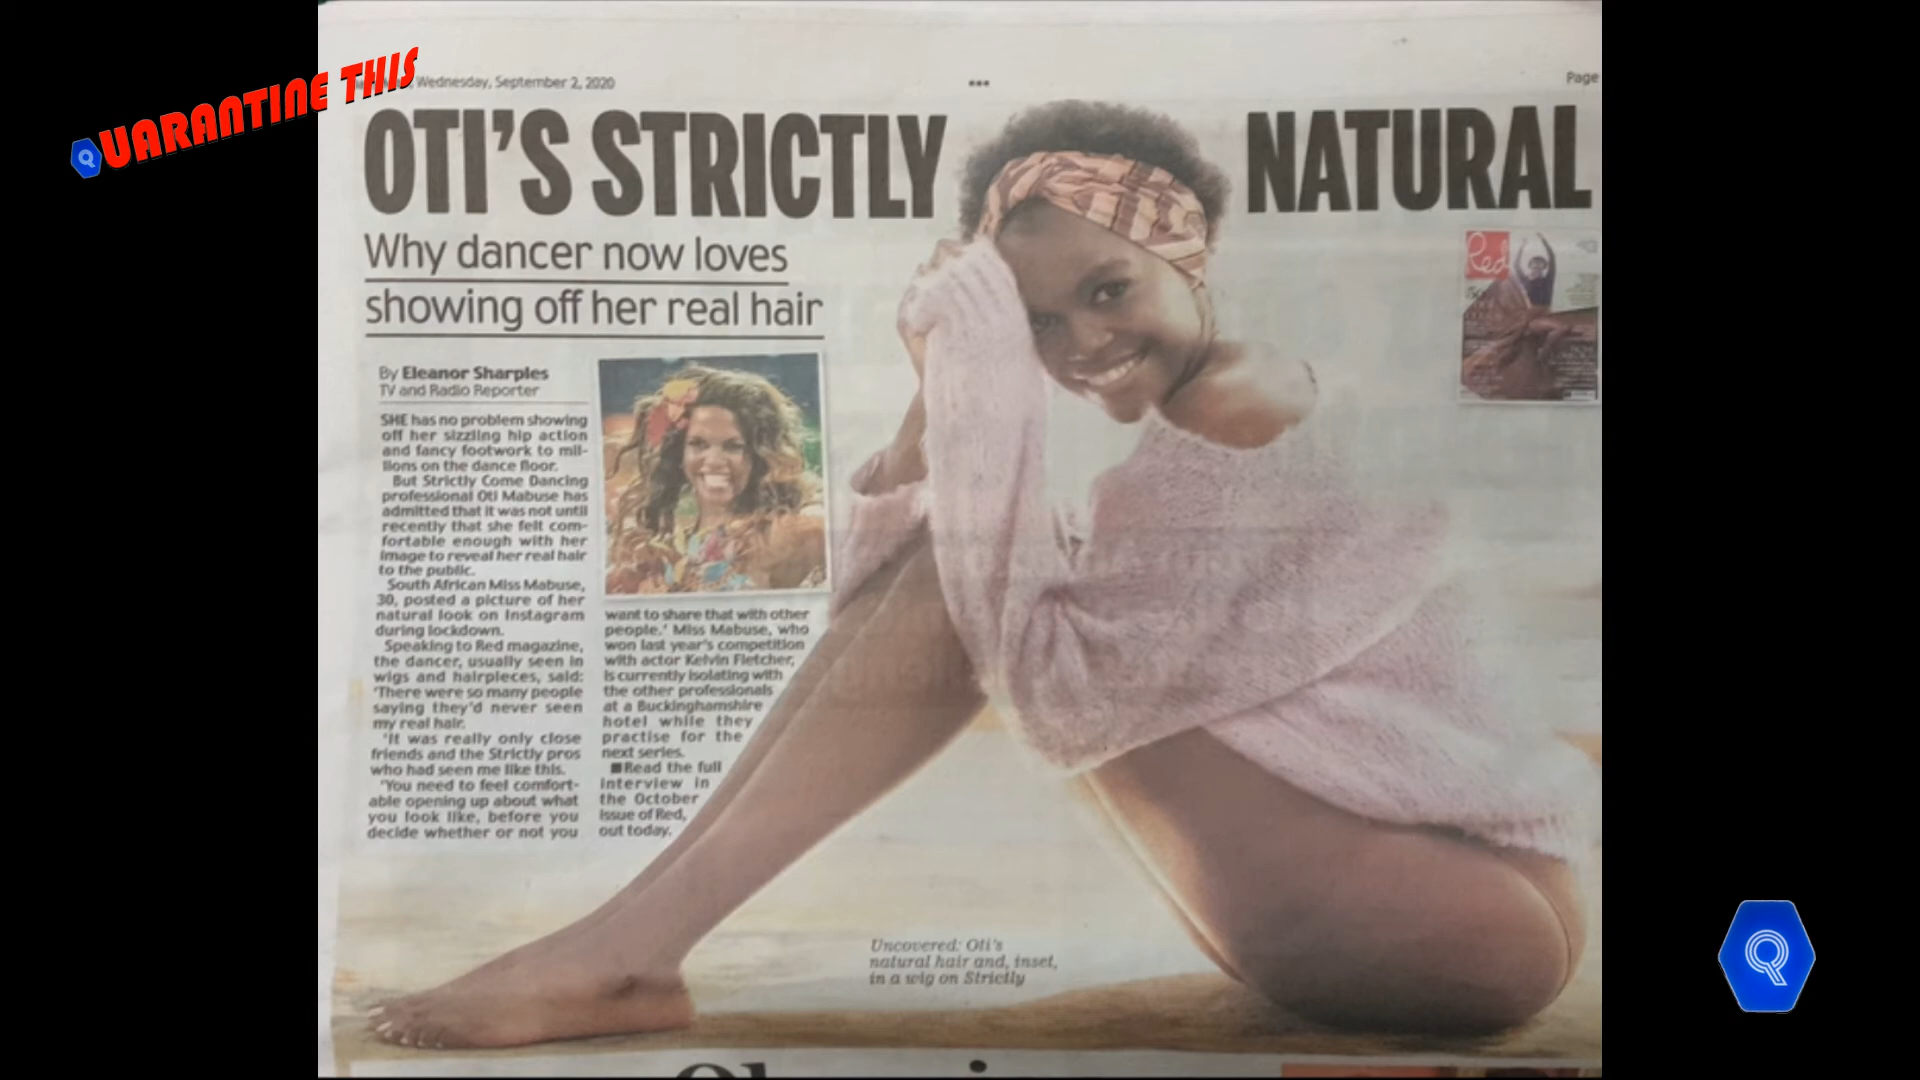 QUARANTINE THIS
Wednesday, September 2, 2020
•••
Page
OTI'S STRICTLY NATURAL
Why dancer now loves
showing off her real hair
Red
By Eleanor Sharples
TV and Radio Reporter
SHE has no problem showing
off her sizzling hip action
and fancy footwork to mil-
lions on the dance floor.
But Strictly Come Dancing
professional Oti Mabuse has
admitted that it was not until
recently that she felt com-
fortable enough with her
image to reveal her real hair
to the public.
South African Miss Mabuse,
30, posted a picture of her
natural look on Instagram
during lockdown.
Speaking to Red magazine,
the dancer, usually seen in
wigs and hairpieces, said:
'There were so many people
saying they'd never seen
my real hair.
'It was really only close
friends and the Strictly pros
who had seen me like this.
'You need to feel comfort-
able opening up about what
you look like, before you
decide whether or not you
want to share that with other
people.' Miss Mabuse, who
won last year's competition
with actor Kelvin Fletcher,
is currently isolating with
the other professionals
at a Buckinghamshire
hotel while they
practise for the
next series.
■Read the full
interview in
the October
issue of Red,
out today.
Uncovered: Oti's
natural hair and, inset,
in a wig on Strictly
Q